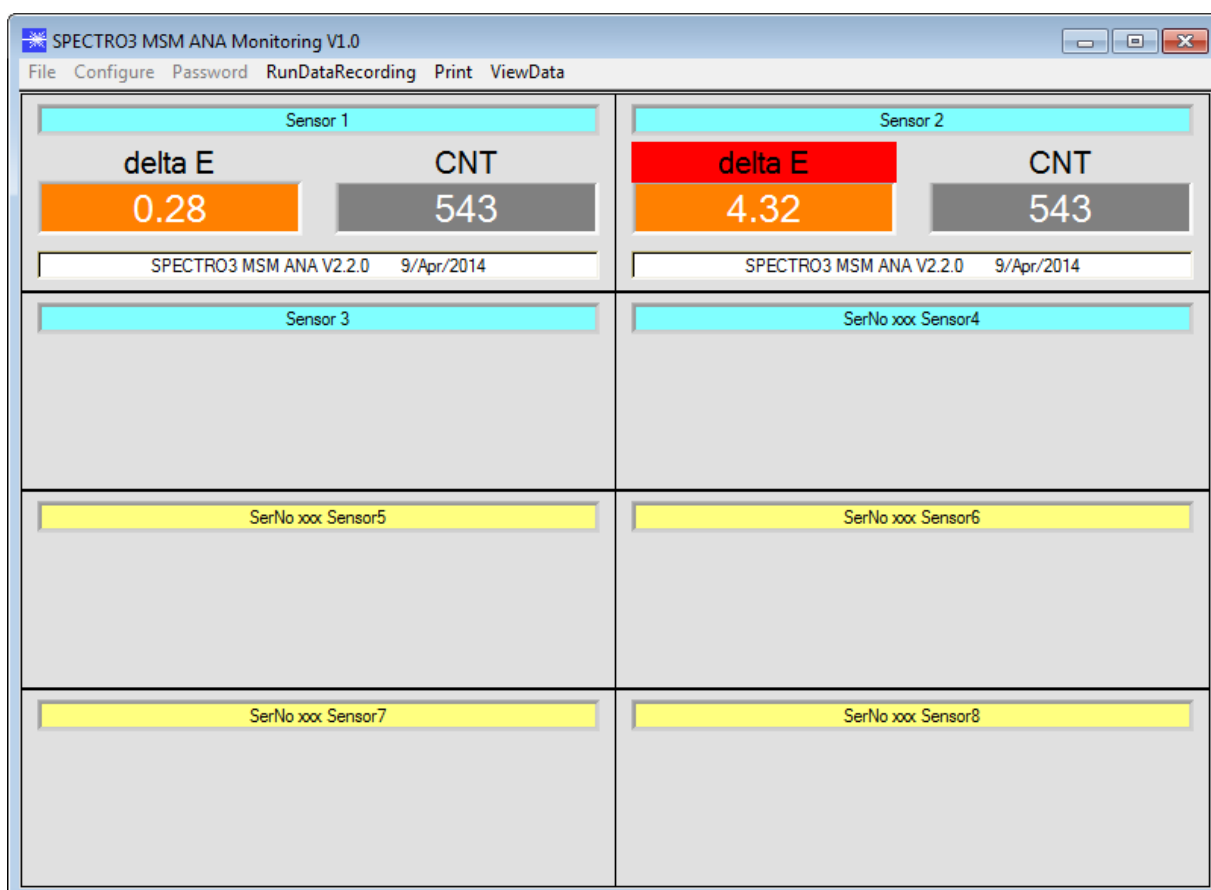 SPECTRO3 MSM ANA Monitoring V1.0
File Configure Password RunDataRecording Print ViewData
Sensor 1
delta E CNT
0.28 543
SPECTRO3 MSM ANA V2.2.0 9/Apr/2014
Sensor 2
delta E CNT
4.32 543
SPECTRO3 MSM ANA V2.2.0 9/Apr/2014
Sensor 3
SerNo xxx Sensor4
SerNo xxx Sensor5
SerNo xxx Sensor6
SerNo xxx Sensor7
SerNo xxx Sensor8